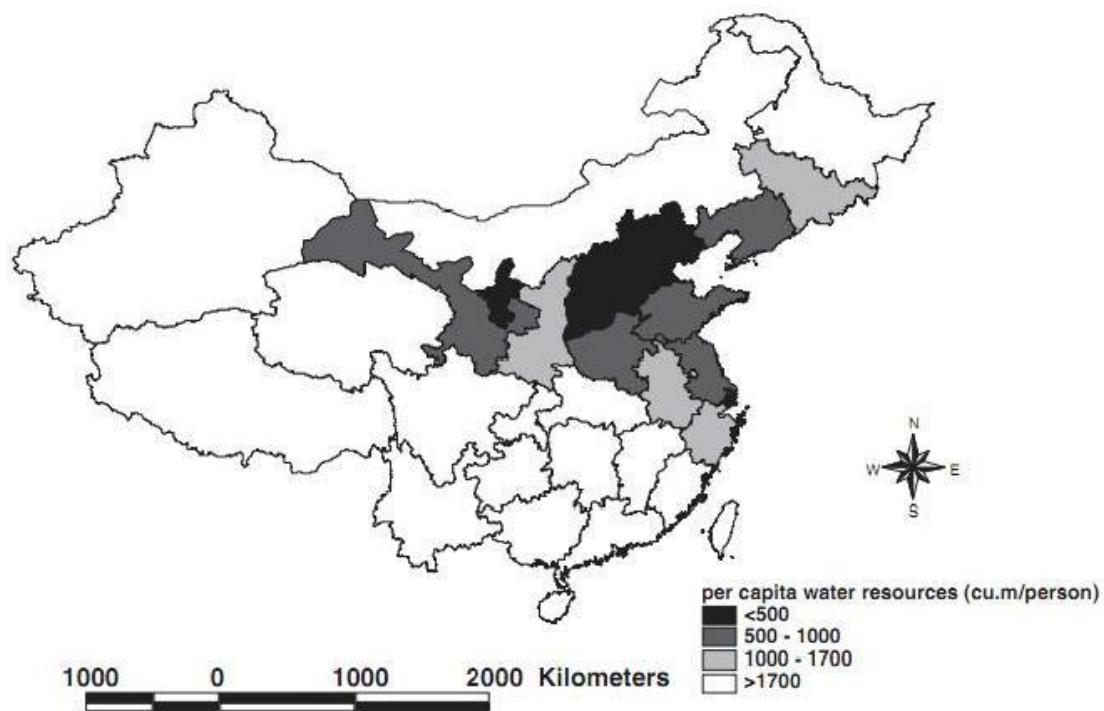 N
W E
S
per capita water resources (cu.m/person)
<500
500 - 1000
1000 - 1700
>1700
1000 0 1000 2000 Kilometers